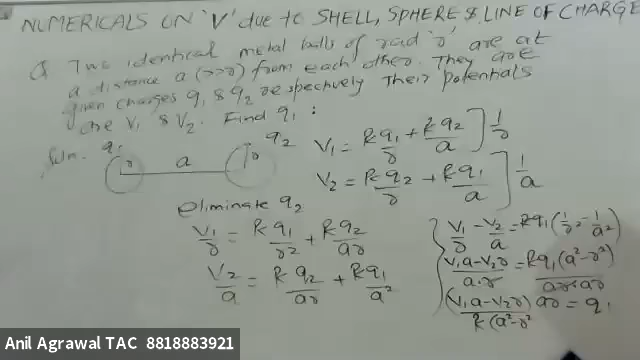 NUMERICALS ON 'V' due to SHELL, SPHERE & LINE OF CHARGE
Q Two identical metal balls of rad 'r' are at
a distance a (>>r) from each other. They are
given charges q1 & q2 respectively Their potentials
are V1 & V2. Find q1 :
Soln. q1 r a r q2
V1 = kq1/r + kq2/a ] 1/r
V2 = kq2/r + kq1/a ] 1/a
eliminate q2
V1/r = kq1/r2 + kq2/ar
V2/a = kq2/ar + kq1/a2
V1/r - V2/a = kq1(1/r2 - 1/a2)
V1a-V2r/a.r = kq1(a2-r2)/ar×ar
(V1a-V2r) ar/k(a2-r2 = q1
Anil Agrawal TAC 8818883921